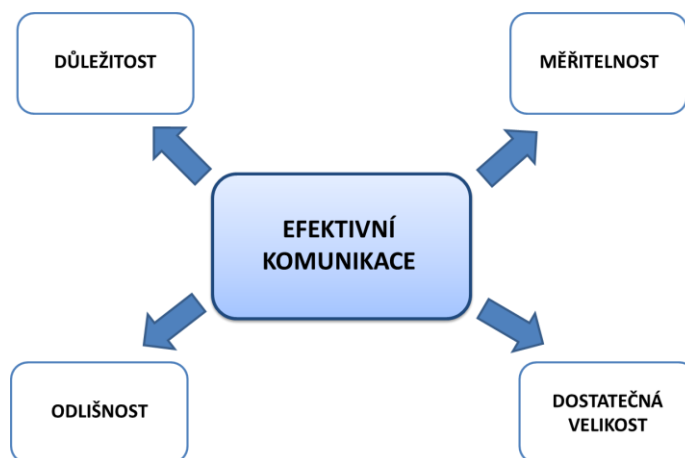 DŮLEŽITOST
MĚŘITELNOST
EFEKTIVNÍ
KOMUNIKACE
ODLIŠNOST
DOSTATEČNÁ
VELIKOST